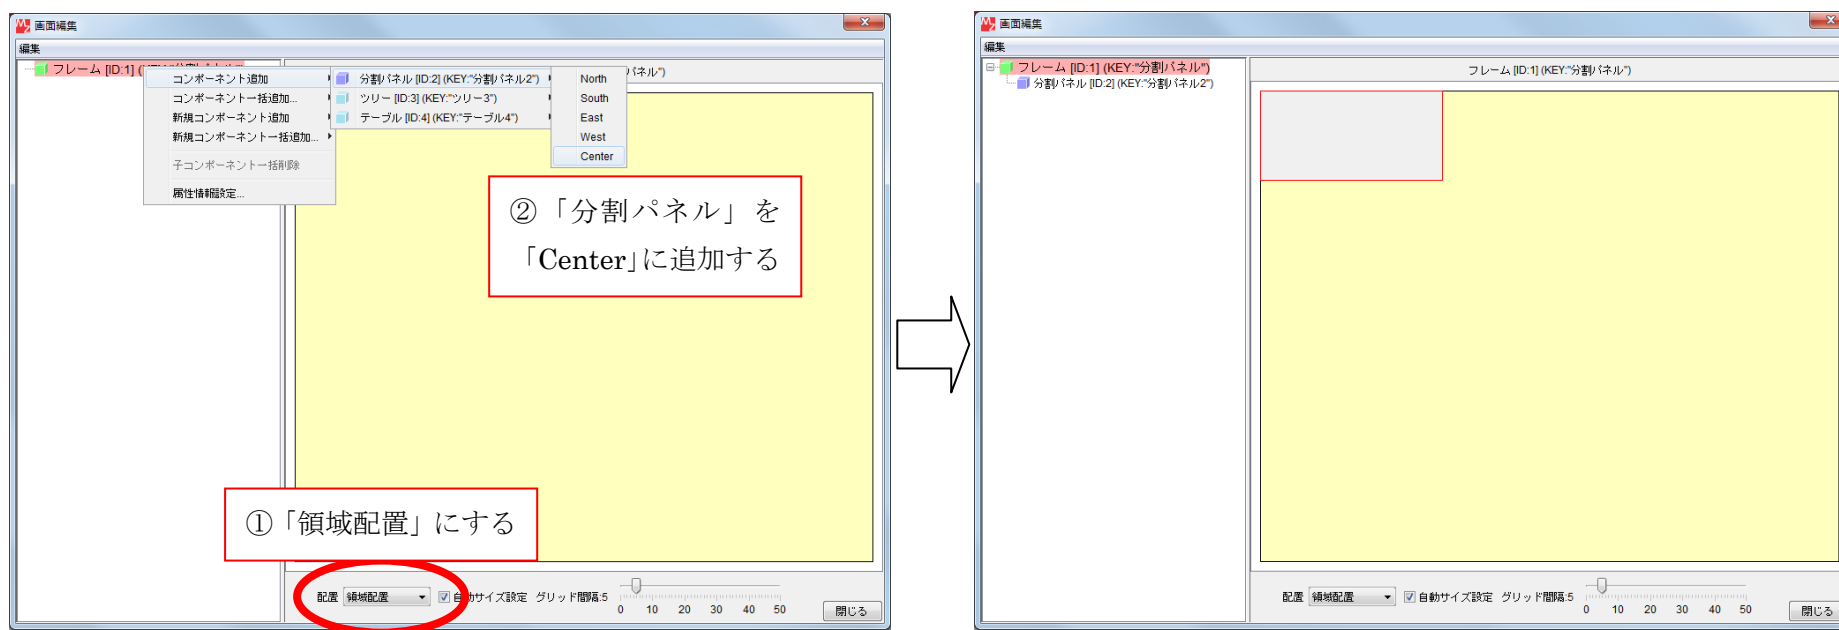 画面編集
編集
フレーム [ID:1] (
コンポーネント追加
コンポーネント一括追加...
新規コンポーネント追加
新規コンポーネント一括追加...
子コンポーネント一括削除
属性情報設定...
分割パネル [ID:2] (KEY:"分割パネル2")
ツリー [ID:3] (KEY:"ツリー3")
テーブル [ID:4] (KEY:"テーブル4")
North
South
East
West
Center
パネル")
②「分割パネル」を
「Center」に追加する
①「領域配置」にする
配置 領域配置 自動サイズ設定 グリッド間隔:5
0 10 20 30 40 50
閉じる
画面編集
編集
フレーム [ID:1] (KEY:"分割パネル")
分割パネル [ID:2] (KEY:"分割パネル2")
フレーム [ID:1] (KEY:"分割パネル")
配置 領域配置 自動サイズ設定 グリッド間隔:5
0 10 20 30 40 50
閉じる